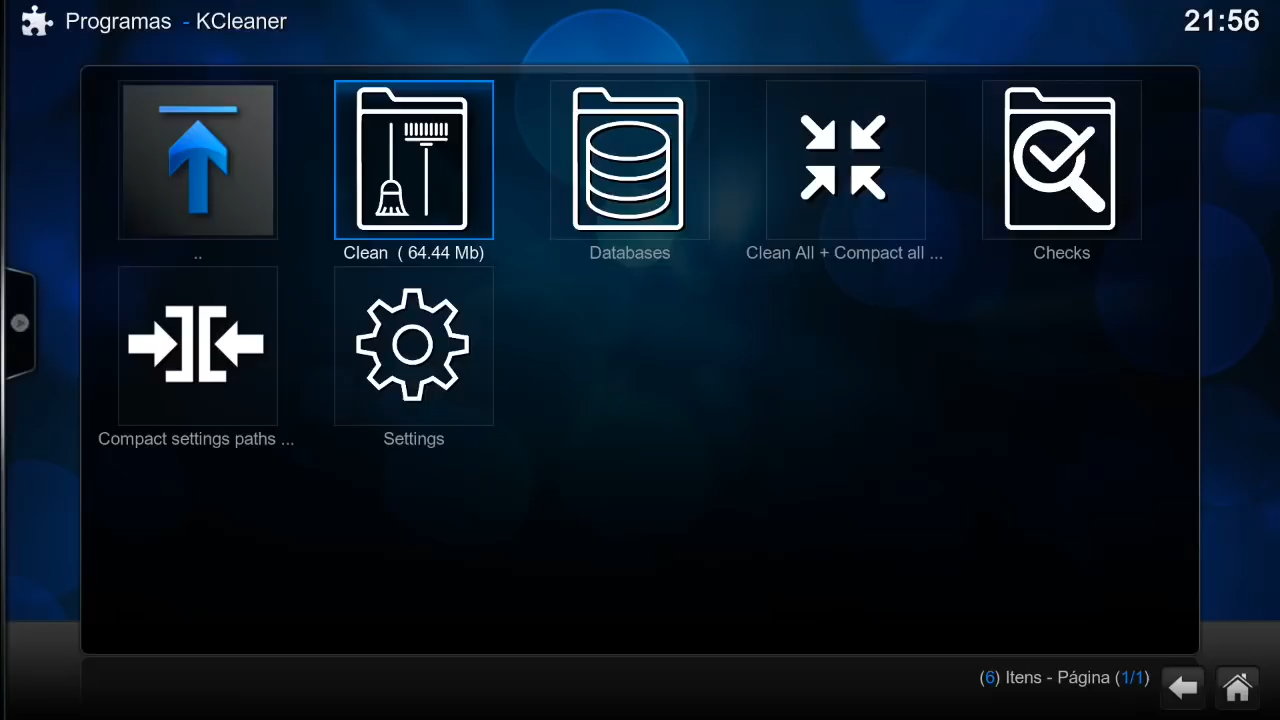 Programas - KCleaner
21:56
..
Clean ( 64.44 Mb)
Databases
Clean All + Compact all ...
Checks
Compact settings paths ...
Settings
(6) Itens - Página (1/1)